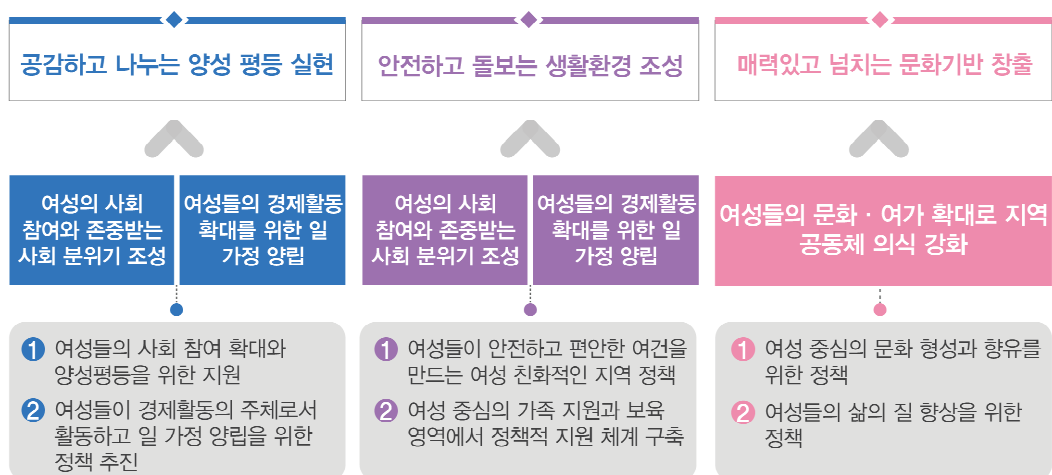 공감하고 나누는 양성 평등 실현
여성의 사회
참여와 존중받는
사회 분위기 조성
여성들의 경제활동
확대를 위한 일
가정 양립
1 여성들의 사회 참여 확대와
양성평등을 위한 지원
2 여성들이 경제활동의 주체로서
활동하고 일 가정 양립을 위한
정책 추진
안전하고 돌보는 생활환경 조성
여성의 사회
참여와 존중받는
사회 분위기 조성
여성들의 경제활동
확대를 위한 일
가정 양립
1 여성들이 안전하고 편안한 여건을
만드는 여성 친화적인 지역 정책
2 여성 중심의 가족 지원과 보육
영역에서 정책적 지원 체계 구축
매력있고 넘치는 문화기반 창출
여성들의 문화 · 여가 확대로 지역
공동체 의식 강화
1 여성 중심의 문화 형성과 향유를
위한 정책
2 여성들의 삶의 질 향상을 위한
정책